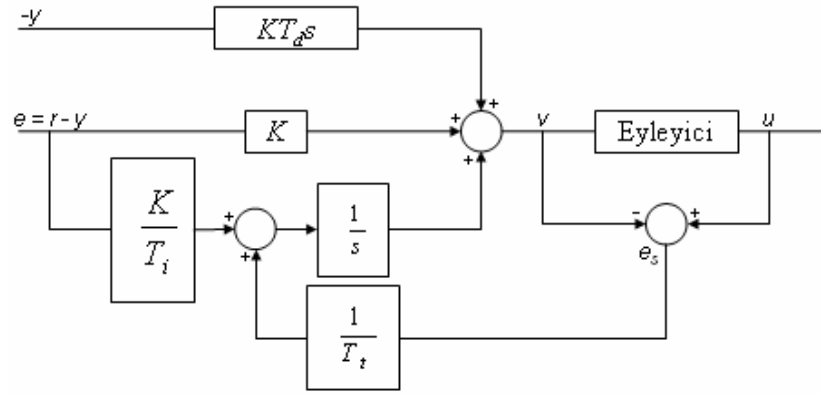 -y
KT_d s
+
+
e = r - y
K
+
+
v
Eyleyici
u
K/T_i
+
+
1/s
-
+
e_s
1/T_t